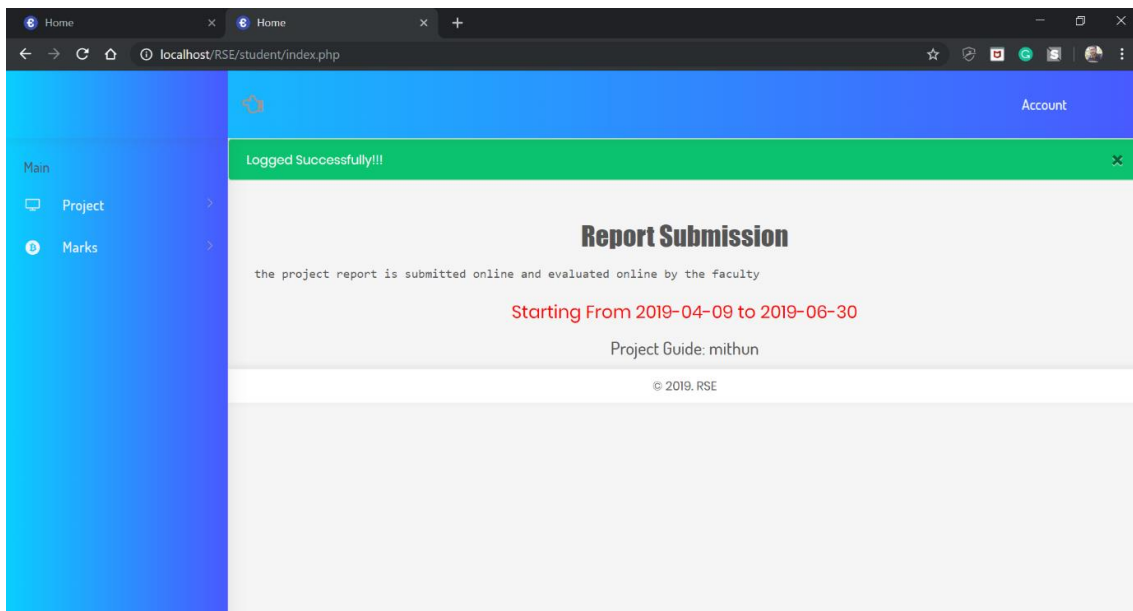 Home
Home
localhost/RSE/student/index.php
Account
Logged Successfully!!!
Main
Project
Marks
Report Submission
the project report is submitted online and evaluated online by the faculty
Starting From 2019-04-09 to 2019-06-30
Project Guide: mithun
© 2019. RSE